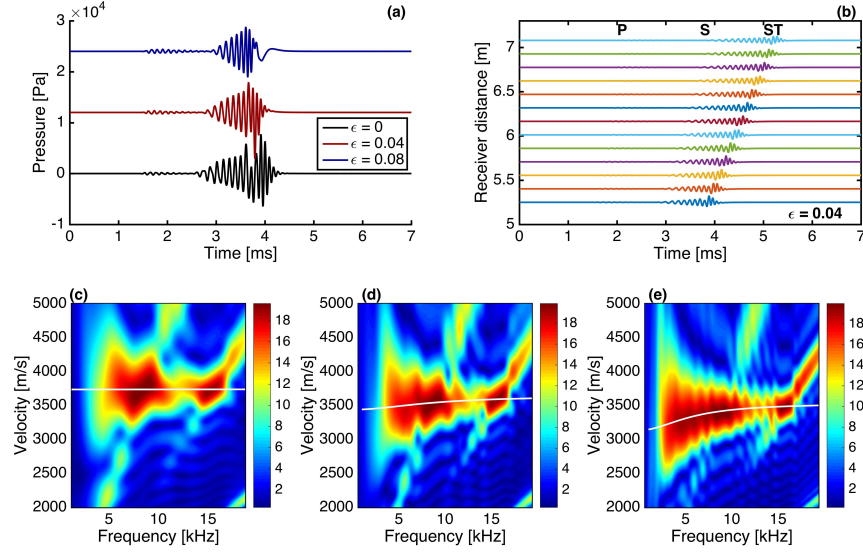 ×10⁴
(a)
3
2
1
0
-1
Pressure [Pa]
ϵ = 0
ϵ = 0.04
ϵ = 0.08
0 1 2 3 4 5 6 7
Time [ms]
(b)
P S ST
7
6.5
6
5.5
5
Receiver distance [m]
ϵ = 0.04
0 1 2 3 4 5 6 7
Time [ms]
(c)
5000
4500
4000
3500
3000
2500
2000
Velocity [m/s]
5 10 15
Frequency [kHz]
18
16
14
12
10
8
6
4
2
(d)
5000
4500
4000
3500
3000
2500
2000
Velocity [m/s]
5 10 15
Frequency [kHz]
18
16
14
12
10
8
6
4
2
(e)
5000
4500
4000
3500
3000
2500
2000
Velocity [m/s]
5 10 15
Frequency [kHz]
18
16
14
12
10
8
6
4
2